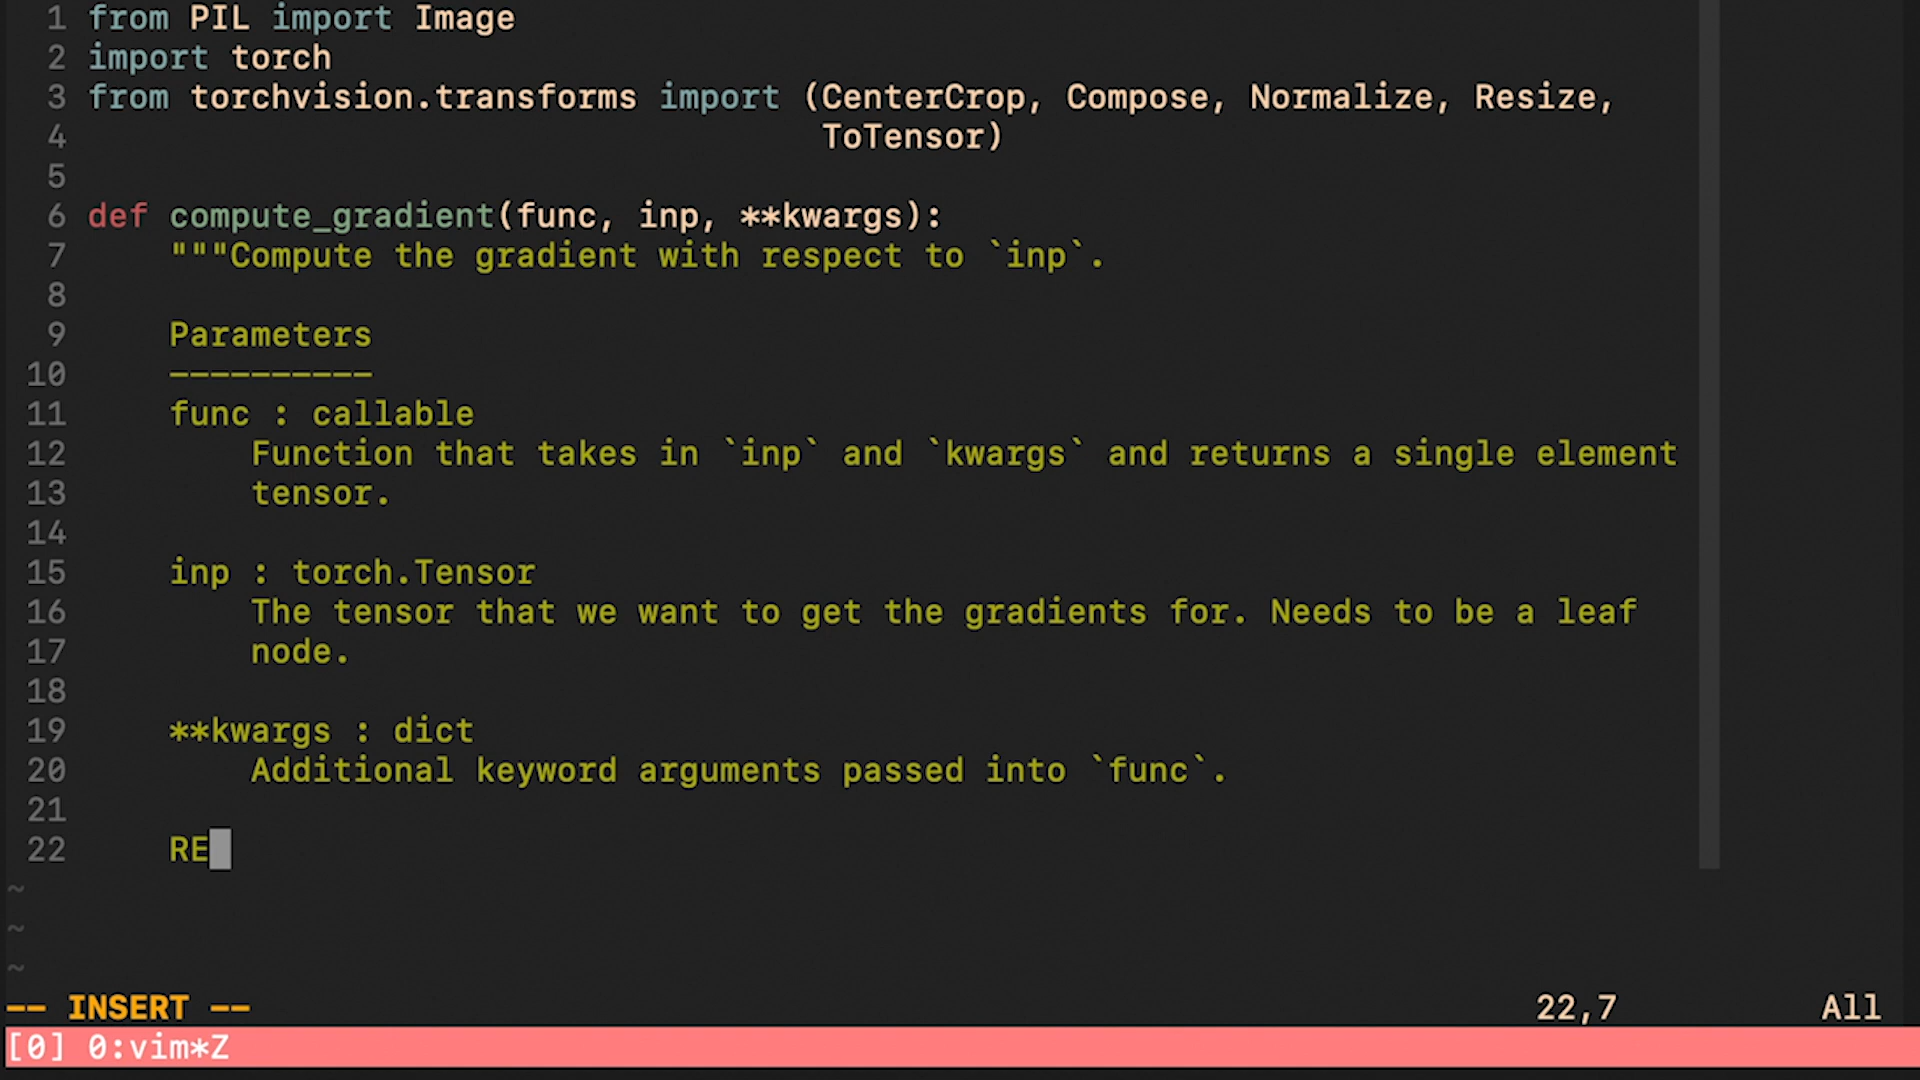 1 from PIL import Image
2 import torch
3 from torchvision.transforms import (CenterCrop, Compose, Normalize, Resize,
4                                     ToTensor)
5
6 def compute_gradient(func, inp, **kwargs):
7     """Compute the gradient with respect to `inp`.
8
9     Parameters
10     ----------
11     func : callable
12         Function that takes in `inp` and `kwargs` and returns a single element
13         tensor.
14
15     inp : torch.Tensor
16         The tensor that we want to get the gradients for. Needs to be a leaf
17         node.
18
19     **kwargs : dict
20         Additional keyword arguments passed into `func`.
21
22     RE
~
~
~
-- INSERT -- 22,7 All
[0] 0:vim*Z